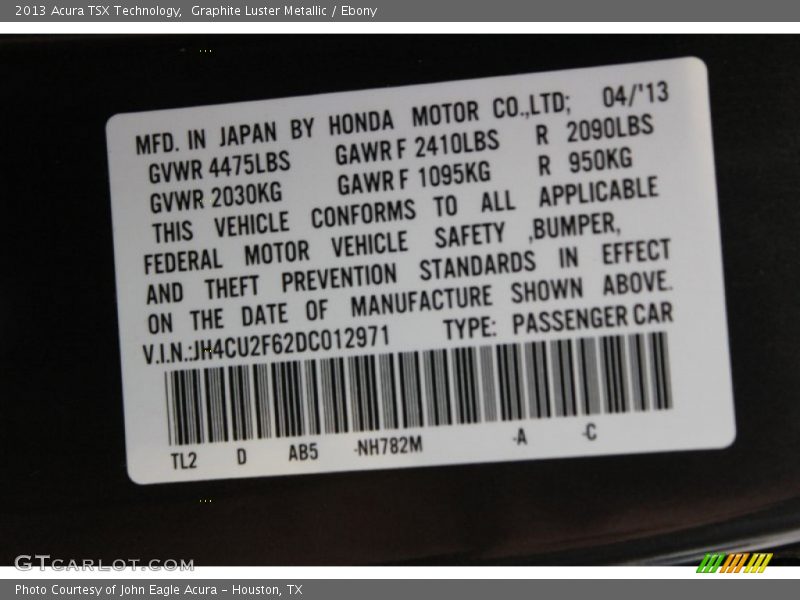 2013 Acura TSX Technology, Graphite Luster Metallic / Ebony
MFD. IN JAPAN BY HONDA MOTOR CO.,LTD; 04/'13
GVWR 4475LBS GAWR F 2410LBS R 2090LBS
GVWR 2030KG GAWR F 1095KG R 950KG
THIS VEHICLE CONFORMS TO ALL APPLICABLE
FEDERAL MOTOR VEHICLE SAFETY ,BUMPER,
AND THEFT PREVENTION STANDARDS IN EFFECT
ON THE DATE OF MANUFACTURE SHOWN ABOVE.
V.I.N.:JH4CU2F62DC012971 TYPE: PASSENGER CAR
TL2 D AB5 -NH782M -A -C
GTCARLOT.COM
Photo Courtesy of John Eagle Acura - Houston, TX